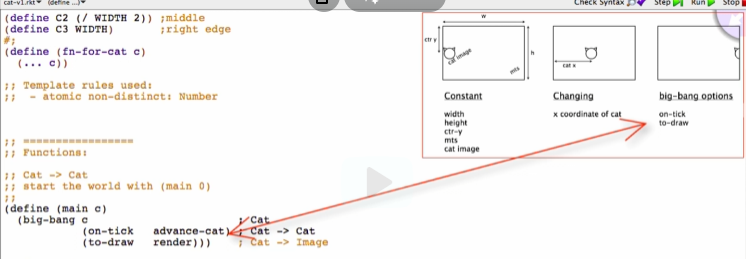 cat-v1.rkt (define ...)
Check Syntax Step Run Stop
(define C2 (/ WIDTH 2)) ;middle
(define C3 WIDTH) ;right edge
#;
(define (fn-for-cat c)
(... c))
;; Template rules used:
;; - atomic non-distinct: Number
;; =================
;; Functions:
;; Cat -> Cat
;; start the world with (main 0)
;;
(define (main c)
(big-bang c ; Cat
(on-tick advance-cat) ; Cat -> Cat
(to-draw render))) ; Cat -> Image
w
ctr y
cat image
h
mts
cat x
Constant
width
height
ctr-y
mts
cat image
Changing
x coordinate of cat
big-bang options
on-tick
to-draw